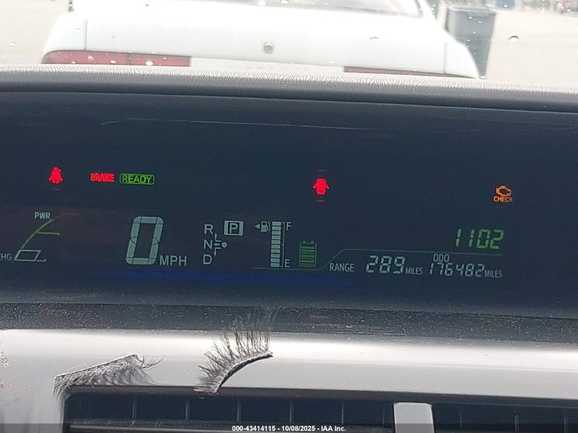 BRAKE READY
CHECK
PWR
CHG
0 MPH
R P
N
D
F
E
1102
ODO
RANGE 289 MILES 176482 MILES
000-43414115 - 10/08/2025 - IAA Inc.